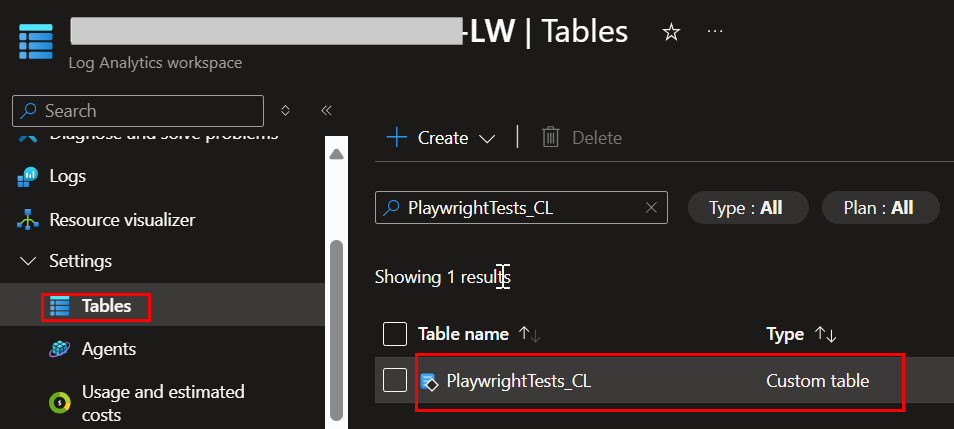 -LW | Tables
Log Analytics workspace
Search
Diagnose and solve problems
Logs
Resource visualizer
Settings
Tables
Agents
Usage and estimated
costs
Create
Delete
PlaywrightTests_CL
Type : All
Plan : All
Showing 1 results
Table name
Type
PlaywrightTests_CL
Custom table